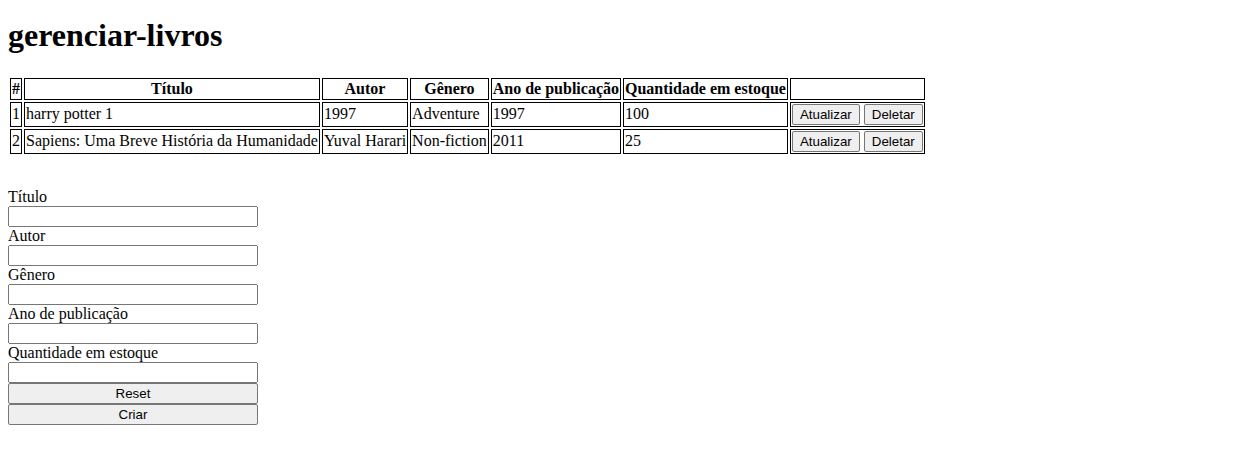 gerenciar-livros
# Título Autor Gênero Ano de publicação Quantidade em estoque
1 harry potter 1 1997 Adventure 1997 100 Atualizar Deletar
2 Sapiens: Uma Breve História da Humanidade Yuval Harari Non-fiction 2011 25 Atualizar Deletar
Título
Autor
Gênero
Ano de publicação
Quantidade em estoque
Reset
Criar